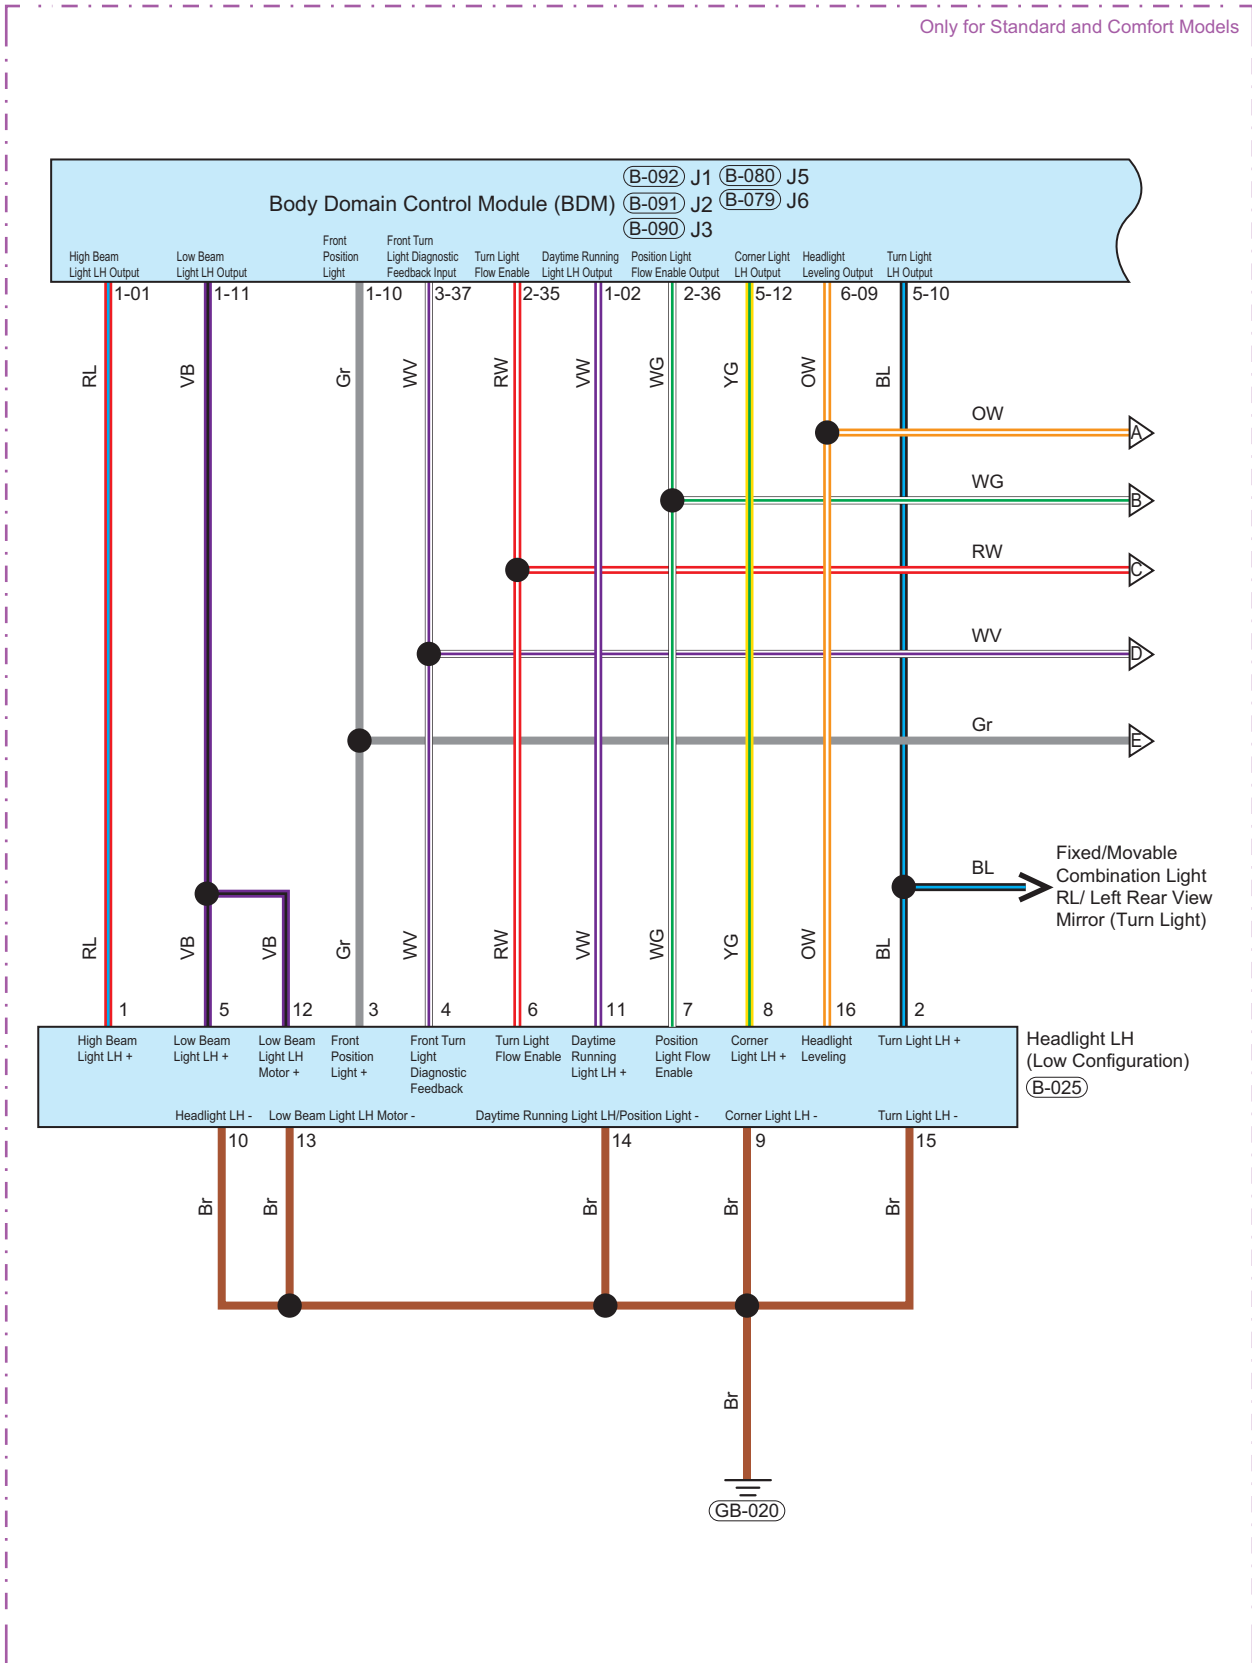 Only for Standard and Comfort Models
B-092 J1 B-080 J5
Body Domain Control Module (BDM) B-091 J2 B-079 J6
B-090 J3
High Beam
Light LH Output
Low Beam
Light LH Output
Front
Position
Light
Front Turn
Light Diagnostic
Feedback Input
Turn Light
Flow Enable
Daytime Running
Light LH Output
Position Light
Flow Enable Output
Corner Light
LH Output
Headlight
Leveling Output
Turn Light
LH Output
1-01 1-11 1-10 3-37 2-35 1-02 2-36 5-12 6-09 5-10
RL VB Gr WV RW VW WG YG OW BL
OW
A
WG
B
RW
C
WV
D
Gr
E
BL
Fixed/Movable
Combination Light
RL/ Left Rear View
Mirror (Turn Light)
RL VB VB Gr WV RW VW WG YG OW BL
1 5 12 3 4 6 11 7 8 16 2
High Beam
Light LH +
Low Beam
Light LH +
Low Beam
Light LH
Motor +
Front
Position
Light +
Front Turn
Light
Diagnostic
Feedback
Turn Light
Flow Enable
Daytime
Running
Light LH +
Position
Light Flow
Enable
Corner
Light LH +
Headlight
Leveling
Turn Light LH +
Headlight LH
(Low Configuration)
B-025
Headlight LH - Low Beam Light LH Motor - Daytime Running Light LH/Position Light - Corner Light LH - Turn Light LH -
10 13 14 9 15
Br Br Br Br Br
Br
GB-020